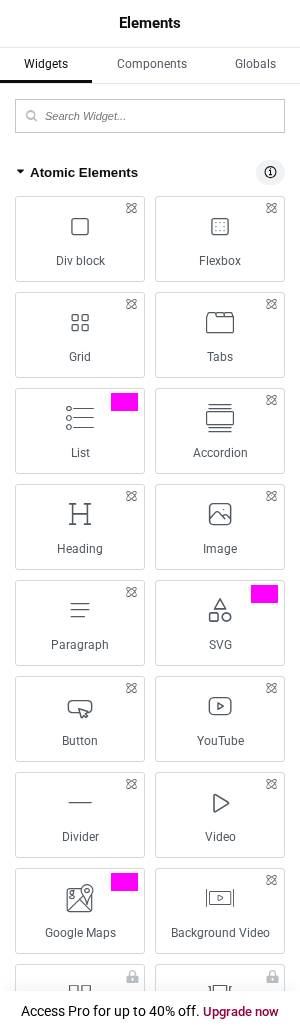 Elements
Widgets Components Globals
Search Widget...
Atomic Elements
Div block Flexbox
Grid Tabs
List Accordion
Heading Image
Paragraph SVG
Button YouTube
Divider Video
Google Maps Background Video
Access Pro for up to 40% off. Upgrade now